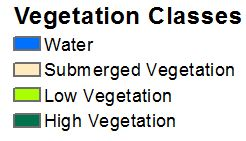 Vegetation Classes
Water
Submerged Vegetation
Low Vegetation
High Vegetation